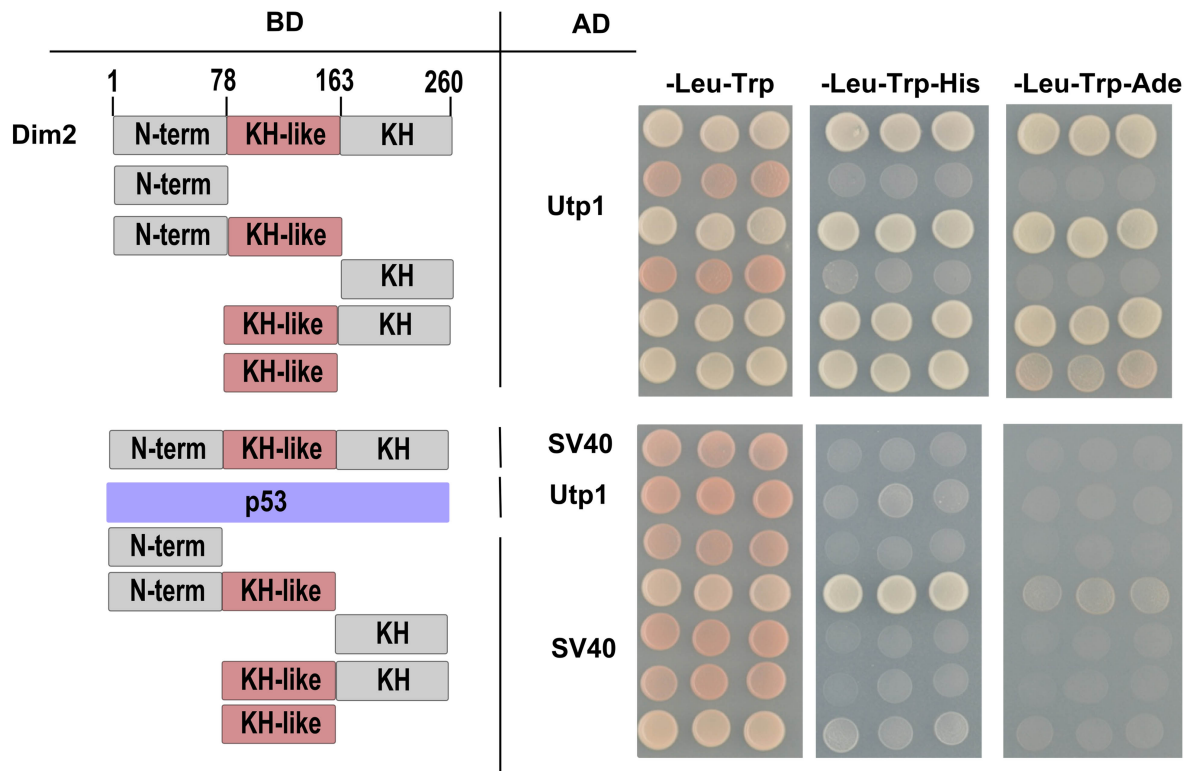 BD AD
1 78 163 260 -Leu-Trp -Leu-Trp-His -Leu-Trp-Ade
Dim2 N-term KH-like KH
N-term
Utp1
N-term KH-like
KH
KH-like KH
KH-like
N-term KH-like KH SV40
p53 Utp1
N-term
N-term KH-like
KH
SV40
KH-like KH
KH-like